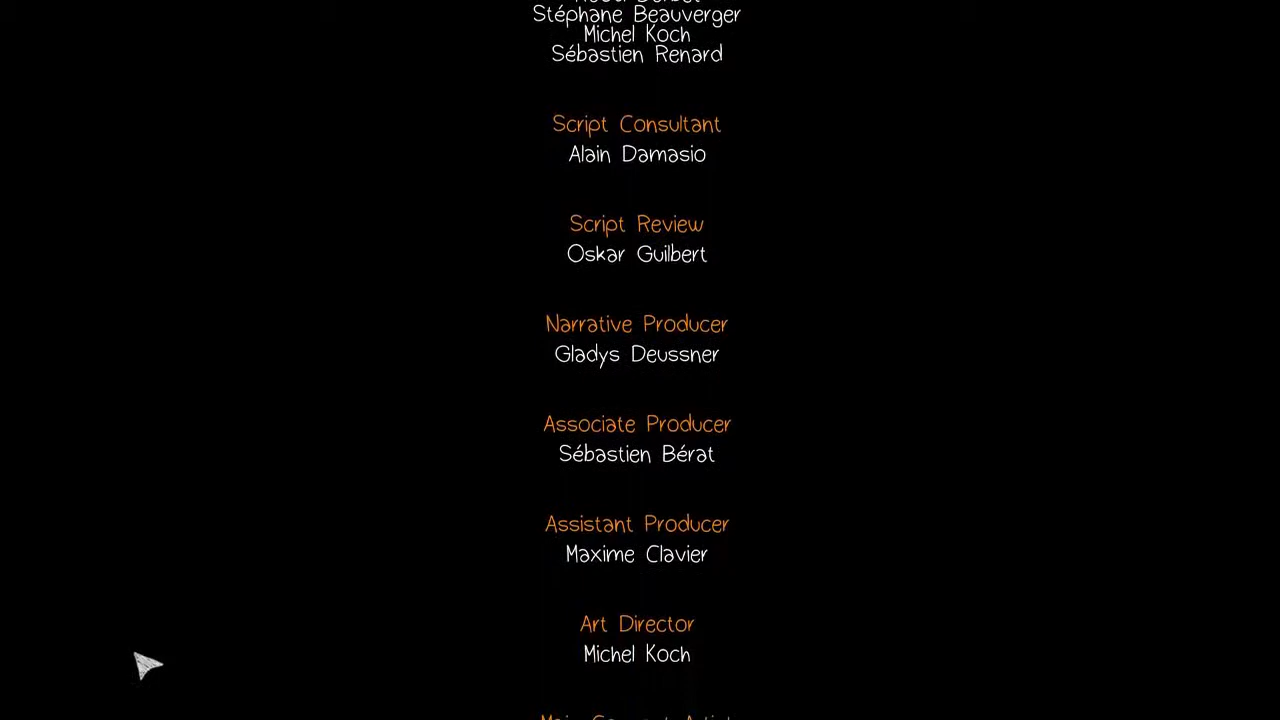 Stéphane Beauverger
Michel Koch
Sébastien Renard
Script Consultant
Alain Damasio
Script Review
Oskar Guilbert
Narrative Producer
Gladys Deussner
Associate Producer
Sébastien Bérat
Assistant Producer
Maxime Clavier
Art Director
Michel Koch